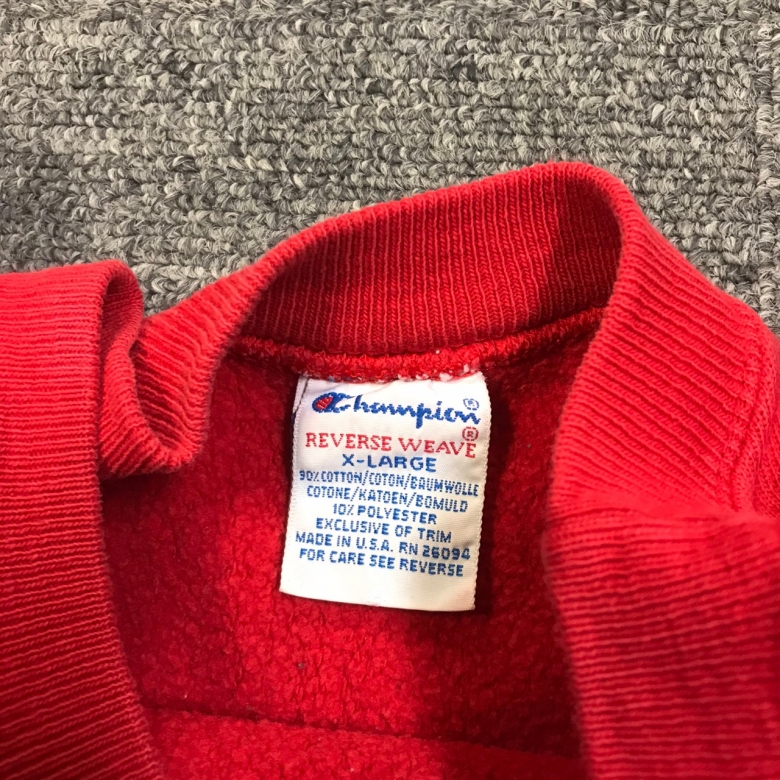 Champion®
REVERSE WEAVE®
X-LARGE
90% COTTON/COTON/BAUMWOLLE
COTONE/KATOEN/BOMULD
10% POLYESTER
EXCLUSIVE OF TRIM
MADE IN U.S.A. RN 26094
FOR CARE SEE REVERSE